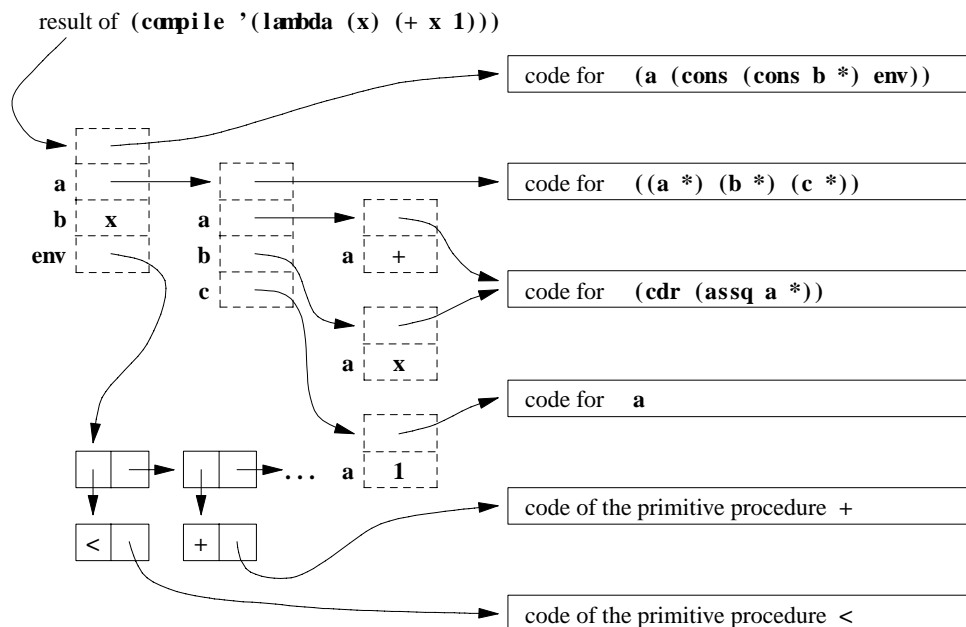 result of (compile ’(lambda (x) (+ x 1)))
code for (a (cons (cons b *) env))
a
code for ((a *) (b *) (c *))
b x a
a +
env b
c
code for (cdr (assq a *))
a x
code for a
... a 1
code of the primitive procedure +
< +
code of the primitive procedure <